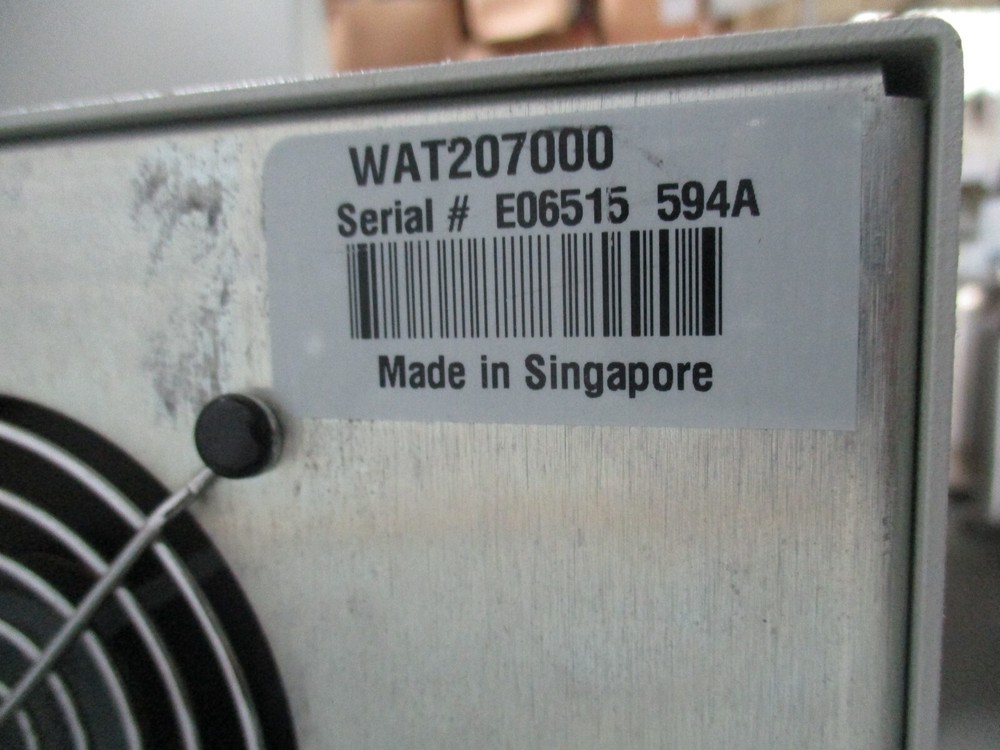 WAT207000
Serial # E06515 594A
Made in Singapore